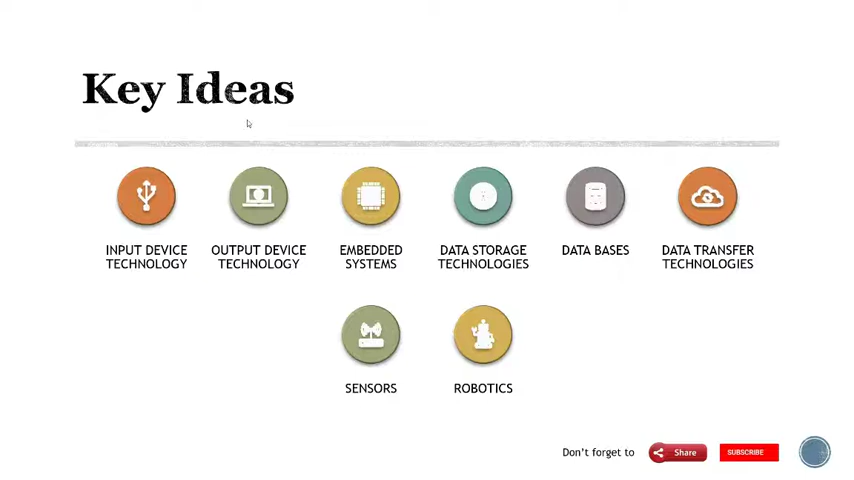 Key Ideas
INPUT DEVICE
TECHNOLOGY
OUTPUT DEVICE
TECHNOLOGY
EMBEDDED
SYSTEMS
DATA STORAGE
TECHNOLOGIES
DATA BASES
DATA TRANSFER
TECHNOLOGIES
SENSORS
ROBOTICS
Don't forget to
Share
SUBSCRIBE